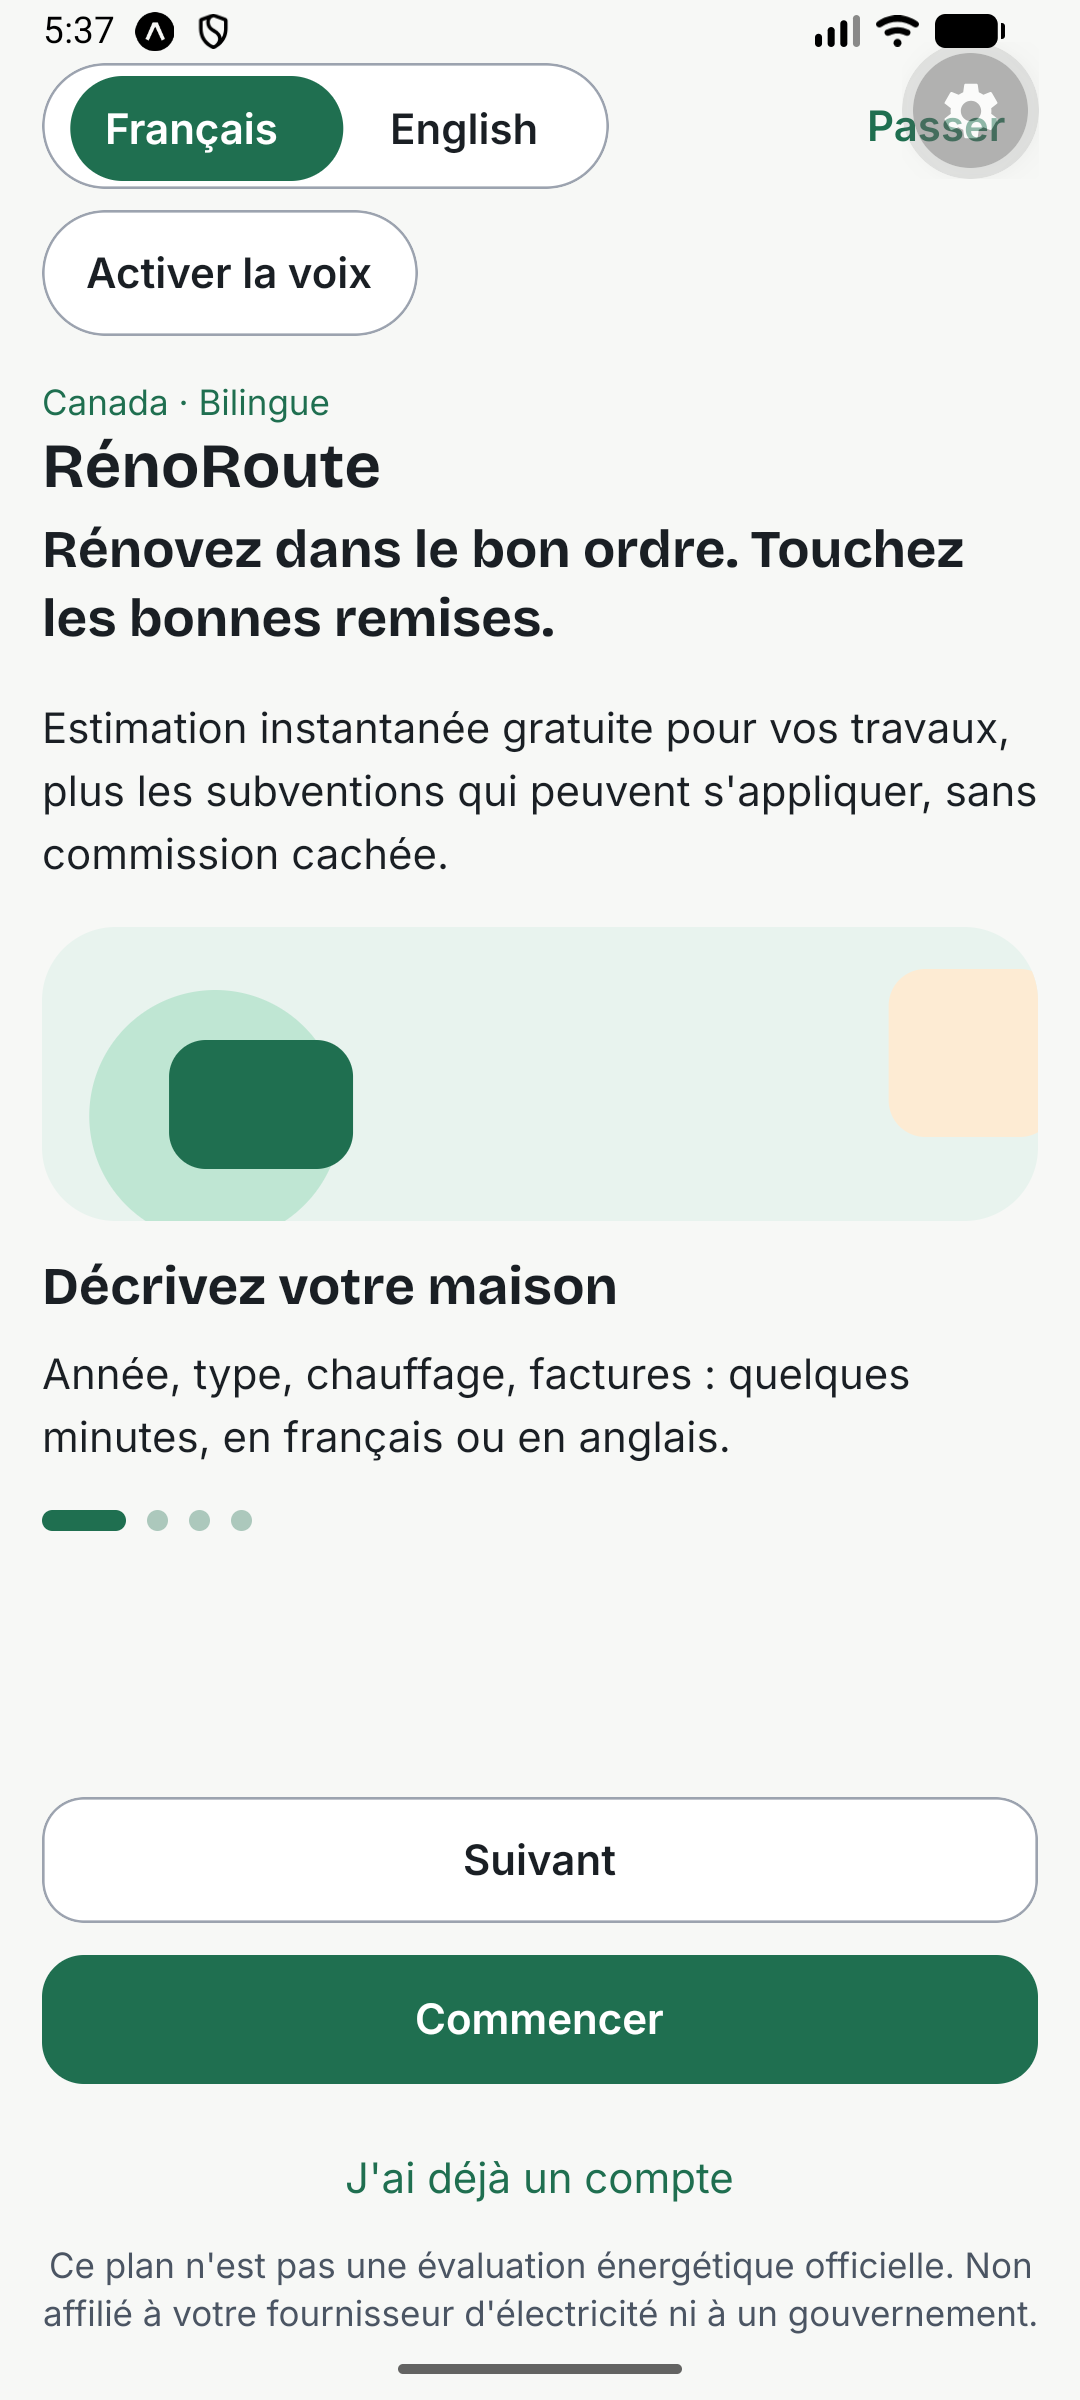 5:37
Français
English
Passer
Activer la voix
Canada · Bilingue
RénoRoute
Rénovez dans le bon ordre. Touchez
les bonnes remises.
Estimation instantanée gratuite pour vos travaux,
plus les subventions qui peuvent s'appliquer, sans
commission cachée.
Décrivez votre maison
Année, type, chauffage, factures : quelques
minutes, en français ou en anglais.
Suivant
Commencer
J'ai déjà un compte
Ce plan n'est pas une évaluation énergétique officielle. Non
affilié à votre fournisseur d'électricité ni à un gouvernement.